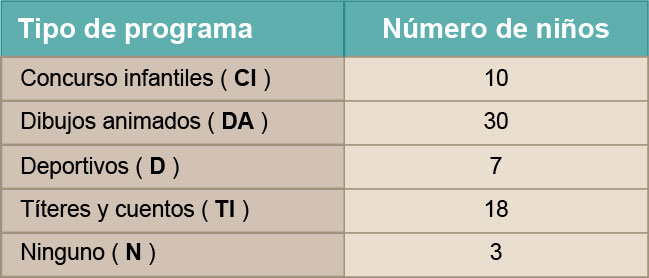 Tipo de programa Número de niños
Concurso infantiles ( CI ) 10
Dibujos animados ( DA ) 30
Deportivos ( D ) 7
Títeres y cuentos ( TI ) 18
Ninguno ( N ) 3